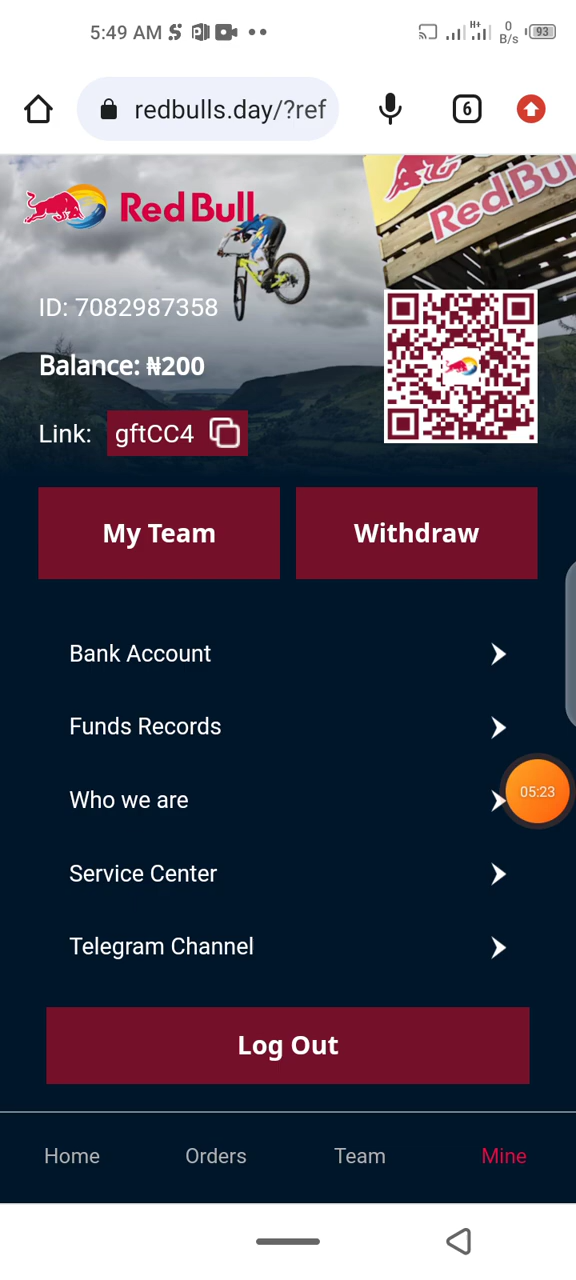 5:49 AM
H+
0
B/s
93
redbulls.day/?ref
6
Red Bull
Red Bul
ID: 7082987358
Balance: ₦200
Link: gftCC4
My Team
Withdraw
Bank Account
Funds Records
Who we are
05:23
Service Center
Telegram Channel
Log Out
Home
Orders
Team
Mine